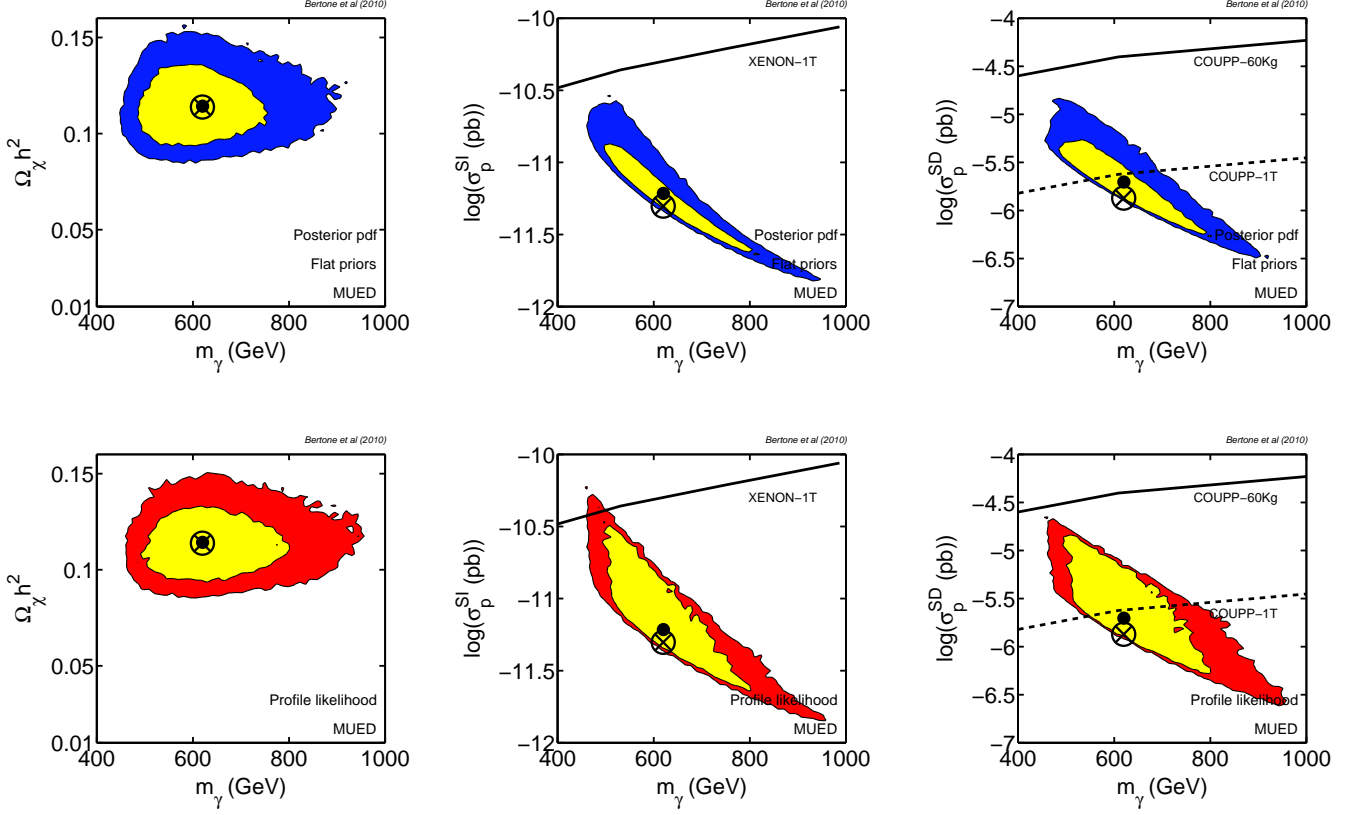 Bertone et al (2010)
0.15
0.1
0.05
0.01
Ω_χ h²
Posterior pdf
Flat priors
MUED
400 600 800 1000
m_γ (GeV)
Bertone et al (2010)
−10
−10.5
−11
−11.5
−12
log(σ_p^SI (pb))
XENON−1T
Posterior pdf
Flat priors
MUED
400 600 800 1000
m_γ (GeV)
Bertone et al (2010)
−4
−4.5
−5
−5.5
−6
−6.5
−7
log(σ_p^SD (pb))
COUPP−60Kg
COUPP−1T
Posterior pdf
Flat priors
MUED
400 600 800 1000
m_γ (GeV)
Bertone et al (2010)
0.15
0.1
0.05
0.01
Ω_χ h²
Profile likelihood
MUED
400 600 800 1000
m_γ (GeV)
Bertone et al (2010)
−10
−10.5
−11
−11.5
−12
log(σ_p^SI (pb))
XENON−1T
Profile likelihood
MUED
400 600 800 1000
m_γ (GeV)
Bertone et al (2010)
−4
−4.5
−5
−5.5
−6
−6.5
−7
log(σ_p^SD (pb))
COUPP−60Kg
COUPP−1T
Profile likelihood
MUED
400 600 800 1000
m_γ (GeV)